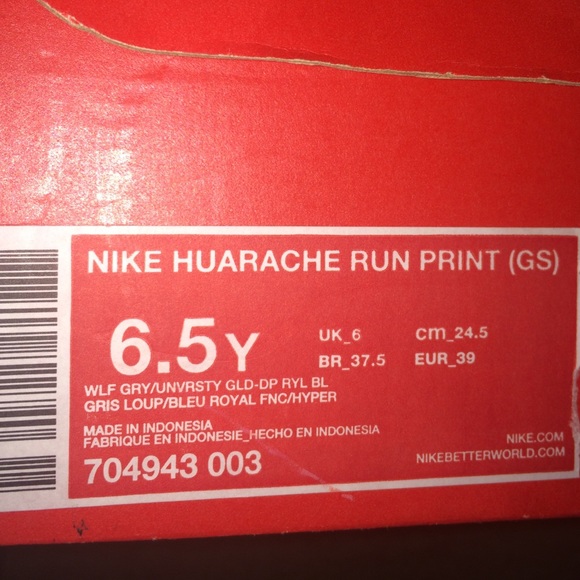 NIKE HUARACHE RUN PRINT (GS)
6.5Y
UK_6 cm_24.5
BR_37.5 EUR_39
WLF GRY/UNVRSTY GLD-DP RYL BL
GRIS LOUP/BLEU ROYAL FNC/HYPER
MADE IN INDONESIA
FABRIQUE EN INDONESIE_HECHO EN INDONESIA
704943 003
NIKE.COM
NIKEBETTERWORLD.COM